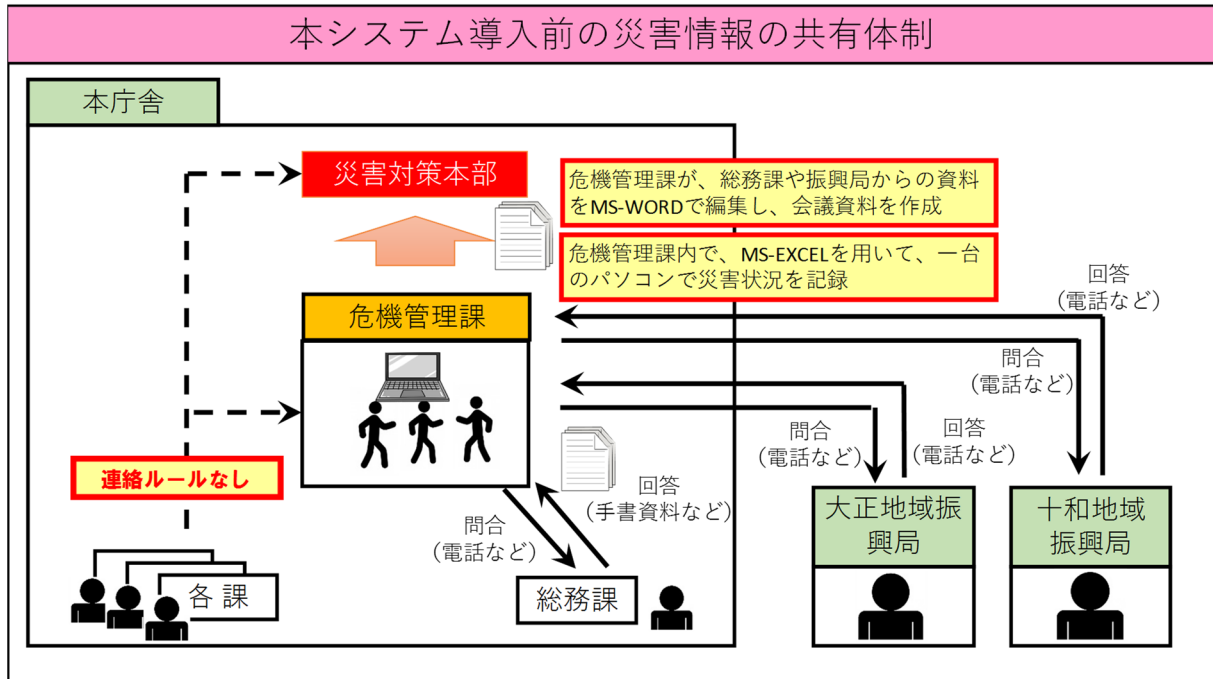 本システム導入前の災害情報の共有体制
本庁舎
災害対策本部
危機管理課が、総務課や振興局からの資料
をMS-WORDで編集し、会議資料を作成
危機管理課内で、MS-EXCELを用いて、一台
のパソコンで災害状況を記録
危機管理課
回答
(電話など)
問合
(電話など)
問合
(電話など)
回答
(電話など)
連絡ルールなし
回答
(手書資料など)
問合
(電話など)
大正地域振
興局
十和地域
振興局
各課
総務課